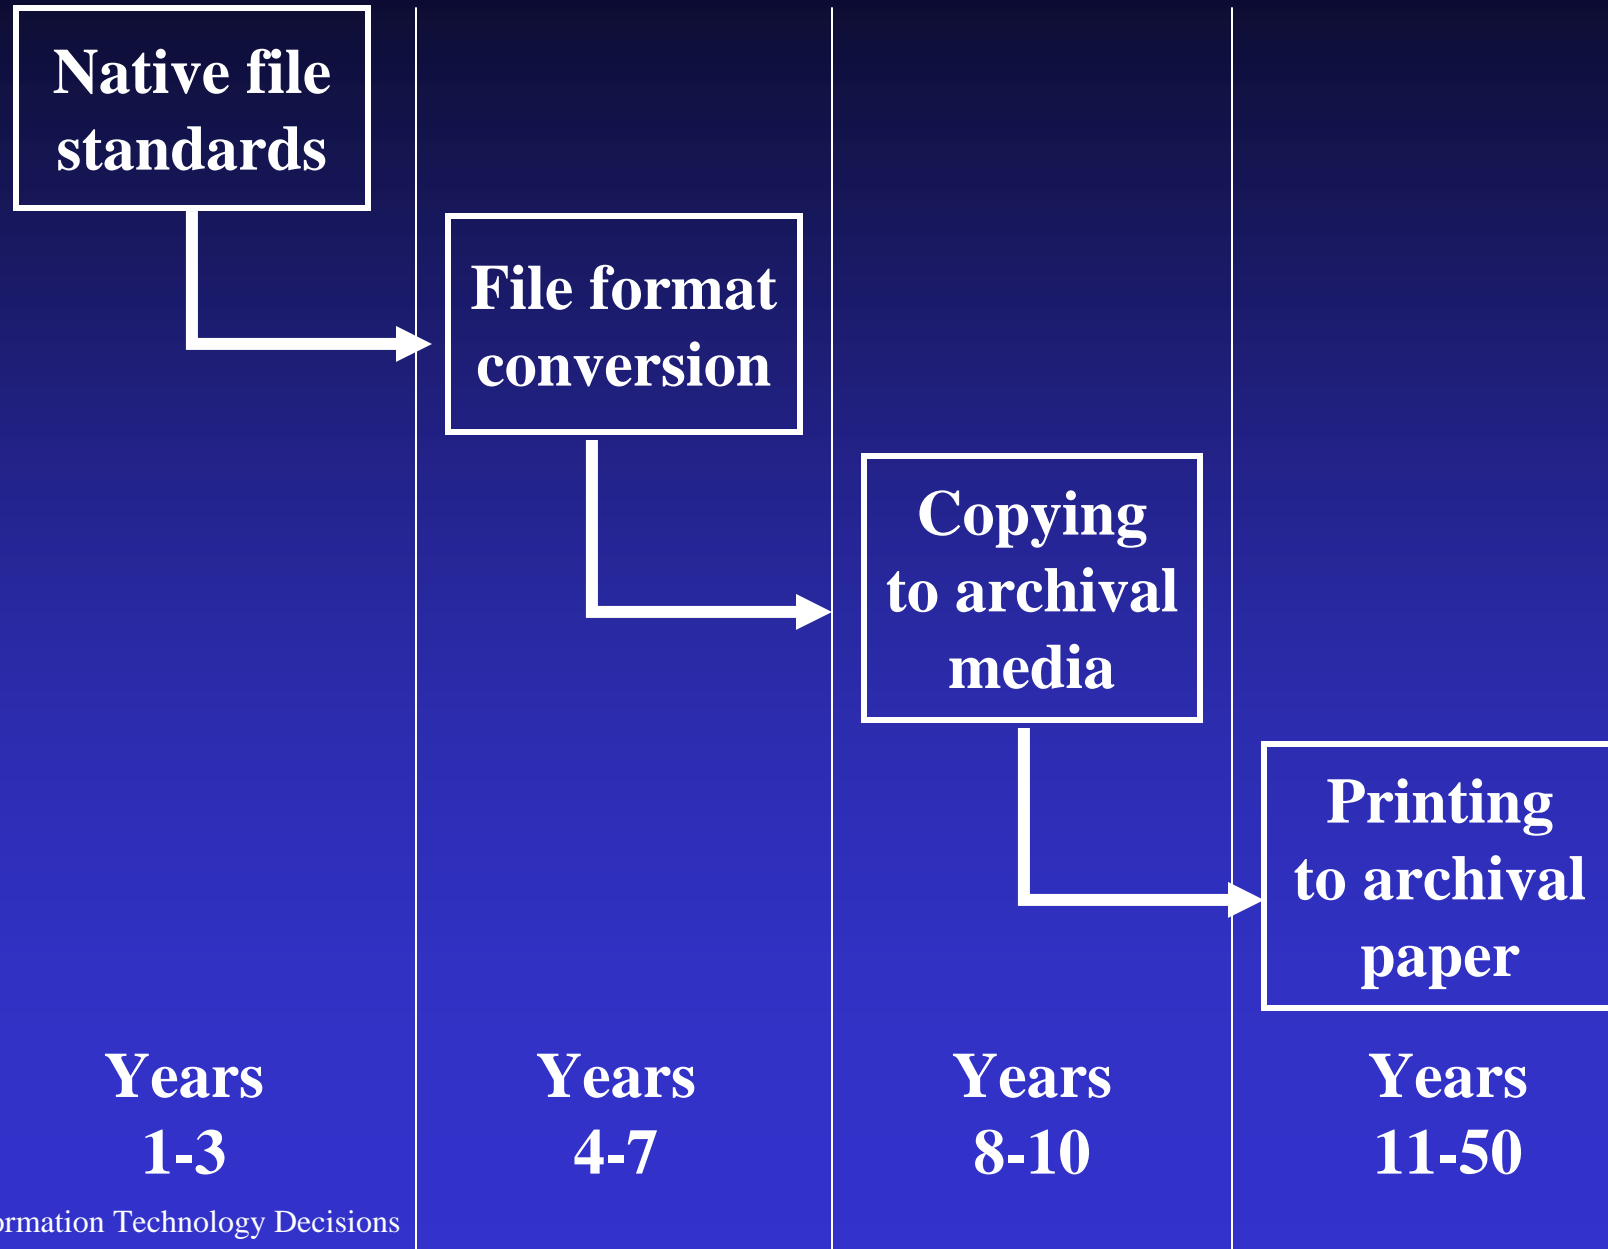 Native file
standards
File format
conversion
Copying
to archival
media
Printing
to archival
paper
Years
1-3
Years
4-7
Years
8-10
Years
11-50
Technology Decisions